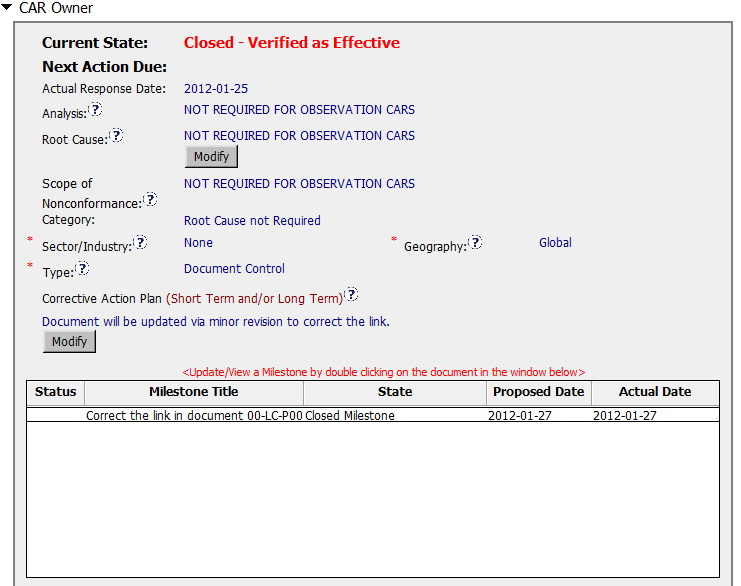 CAR Owner
Current State: Closed - Verified as Effective
Next Action Due:
Actual Response Date: 2012-01-25
Analysis: ? NOT REQUIRED FOR OBSERVATION CARS
Root Cause: ? NOT REQUIRED FOR OBSERVATION CARS
Modify
Scope of NOT REQUIRED FOR OBSERVATION CARS
Nonconformance: ?
Category: Root Cause not Required
* Sector/Industry: ? None * Geography: ? Global
* Type: ? Document Control
Corrective Action Plan (Short Term and/or Long Term) ?
Document will be updated via minor revision to correct the link.
Modify
<Update/View a Milestone by double clicking on the document in the window below>
Status Milestone Title State Proposed Date Actual Date
Correct the link in document 00-LC-P00 Closed Milestone 2012-01-27 2012-01-27